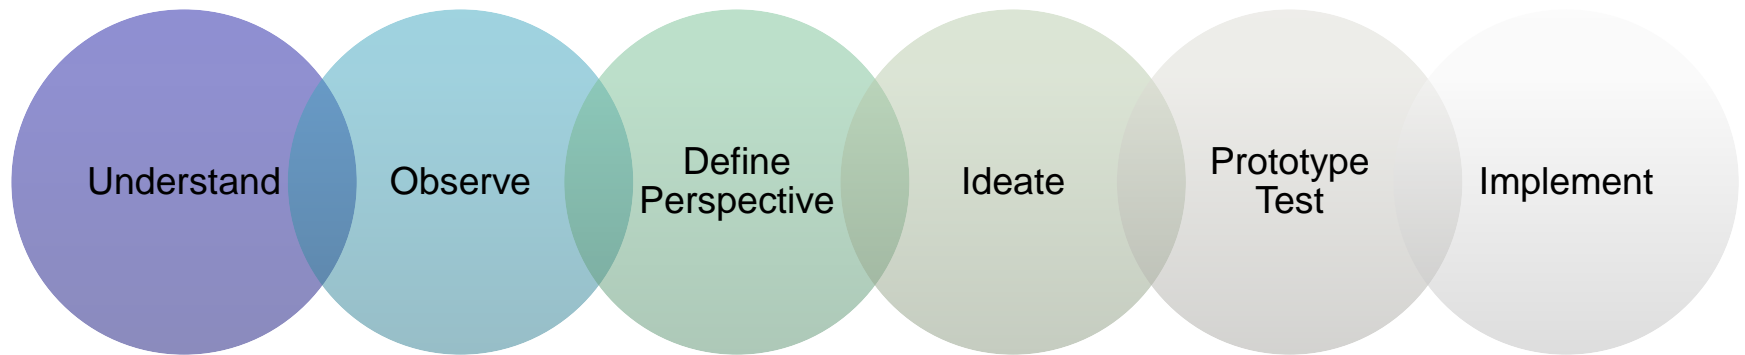 Understand
Observe
Define
Perspective
Ideate
Prototype
Test
Implement